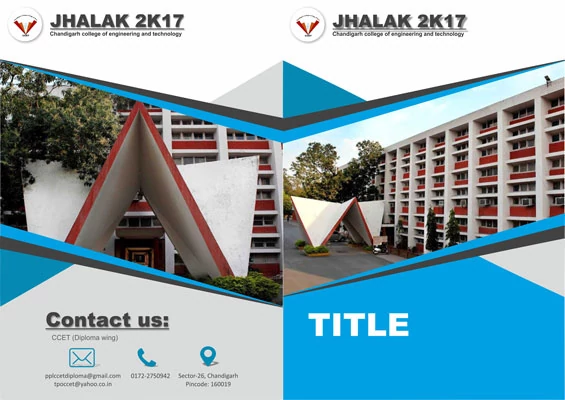 JHALAK 2K17
Chandigarh college of engineering and technology
Contact us:
CCET (Diploma wing)
pplccetdiploma@gmail.com
tpoccet@yahoo.co.in
0172-2750942
Sector-26, Chandigarh
Pincode: 160019
JHALAK 2K17
Chandigarh college of engineering and technology
TITLE